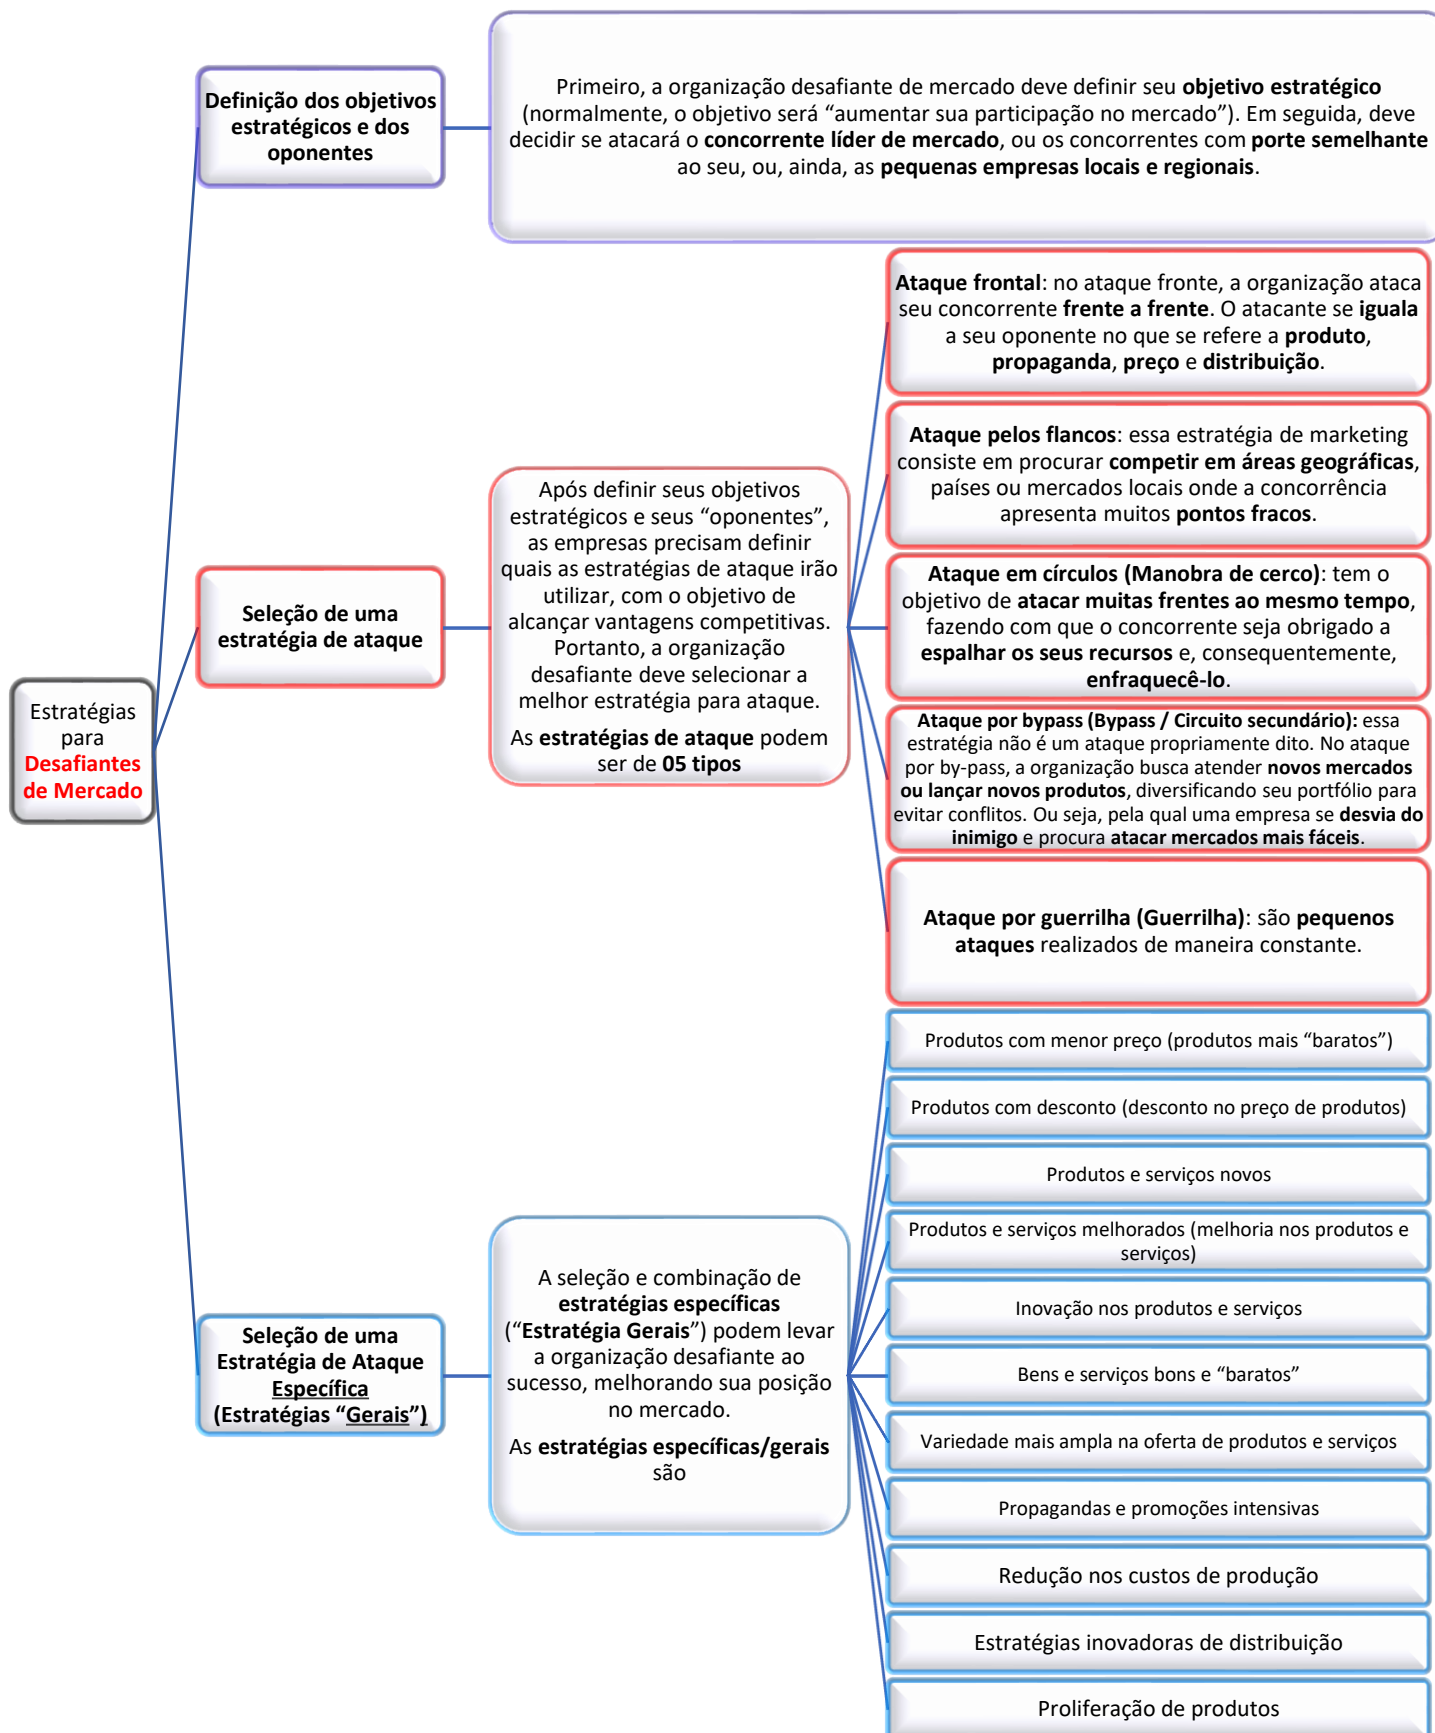 Estratégias
para
Desafiantes
de Mercado
Definição dos objetivos
estratégicos e dos
oponentes
Primeiro, a organização desafiante de mercado deve definir seu objetivo estratégico
(normalmente, o objetivo será “aumentar sua participação no mercado”). Em seguida, deve
decidir se atacará o concorrente líder de mercado, ou os concorrentes com porte semelhante
ao seu, ou, ainda, as pequenas empresas locais e regionais.
Seleção de uma
estratégia de ataque
Após definir seus objetivos
estratégicos e seus “oponentes”,
as empresas precisam definir
quais as estratégias de ataque irão
utilizar, com o objetivo de
alcançar vantagens competitivas.
Portanto, a organização
desafiante deve selecionar a
melhor estratégia para ataque.
As estratégias de ataque podem
ser de 05 tipos
Ataque frontal: no ataque fronte, a organização ataca
seu concorrente frente a frente. O atacante se iguala
a seu oponente no que se refere a produto,
propaganda, preço e distribuição.
Ataque pelos flancos: essa estratégia de marketing
consiste em procurar competir em áreas geográficas,
países ou mercados locais onde a concorrência
apresenta muitos pontos fracos.
Ataque em círculos (Manobra de cerco): tem o
objetivo de atacar muitas frentes ao mesmo tempo,
fazendo com que o concorrente seja obrigado a
espalhar os seus recursos e, consequentemente,
enfraquecê-lo.
Ataque por bypass (Bypass / Circuito secundário): essa
estratégia não é um ataque propriamente dito. No ataque
por by-pass, a organização busca atender novos mercados
ou lançar novos produtos, diversificando seu portfólio para
evitar conflitos. Ou seja, pela qual uma empresa se desvia do
inimigo e procura atacar mercados mais fáceis.
Ataque por guerrilha (Guerrilha): são pequenos
ataques realizados de maneira constante.
Seleção de uma
Estratégia de Ataque
Específica
(Estratégias “Gerais”)
A seleção e combinação de
estratégias específicas
(“Estratégia Gerais”) podem levar
a organização desafiante ao
sucesso, melhorando sua posição
no mercado.
As estratégias específicas/gerais
são
Produtos com menor preço (produtos mais “baratos”)
Produtos com desconto (desconto no preço de produtos)
Produtos e serviços novos
Produtos e serviços melhorados (melhoria nos produtos e
serviços)
Inovação nos produtos e serviços
Bens e serviços bons e “baratos”
Variedade mais ampla na oferta de produtos e serviços
Propagandas e promoções intensivas
Redução nos custos de produção
Estratégias inovadoras de distribuição
Proliferação de produtos